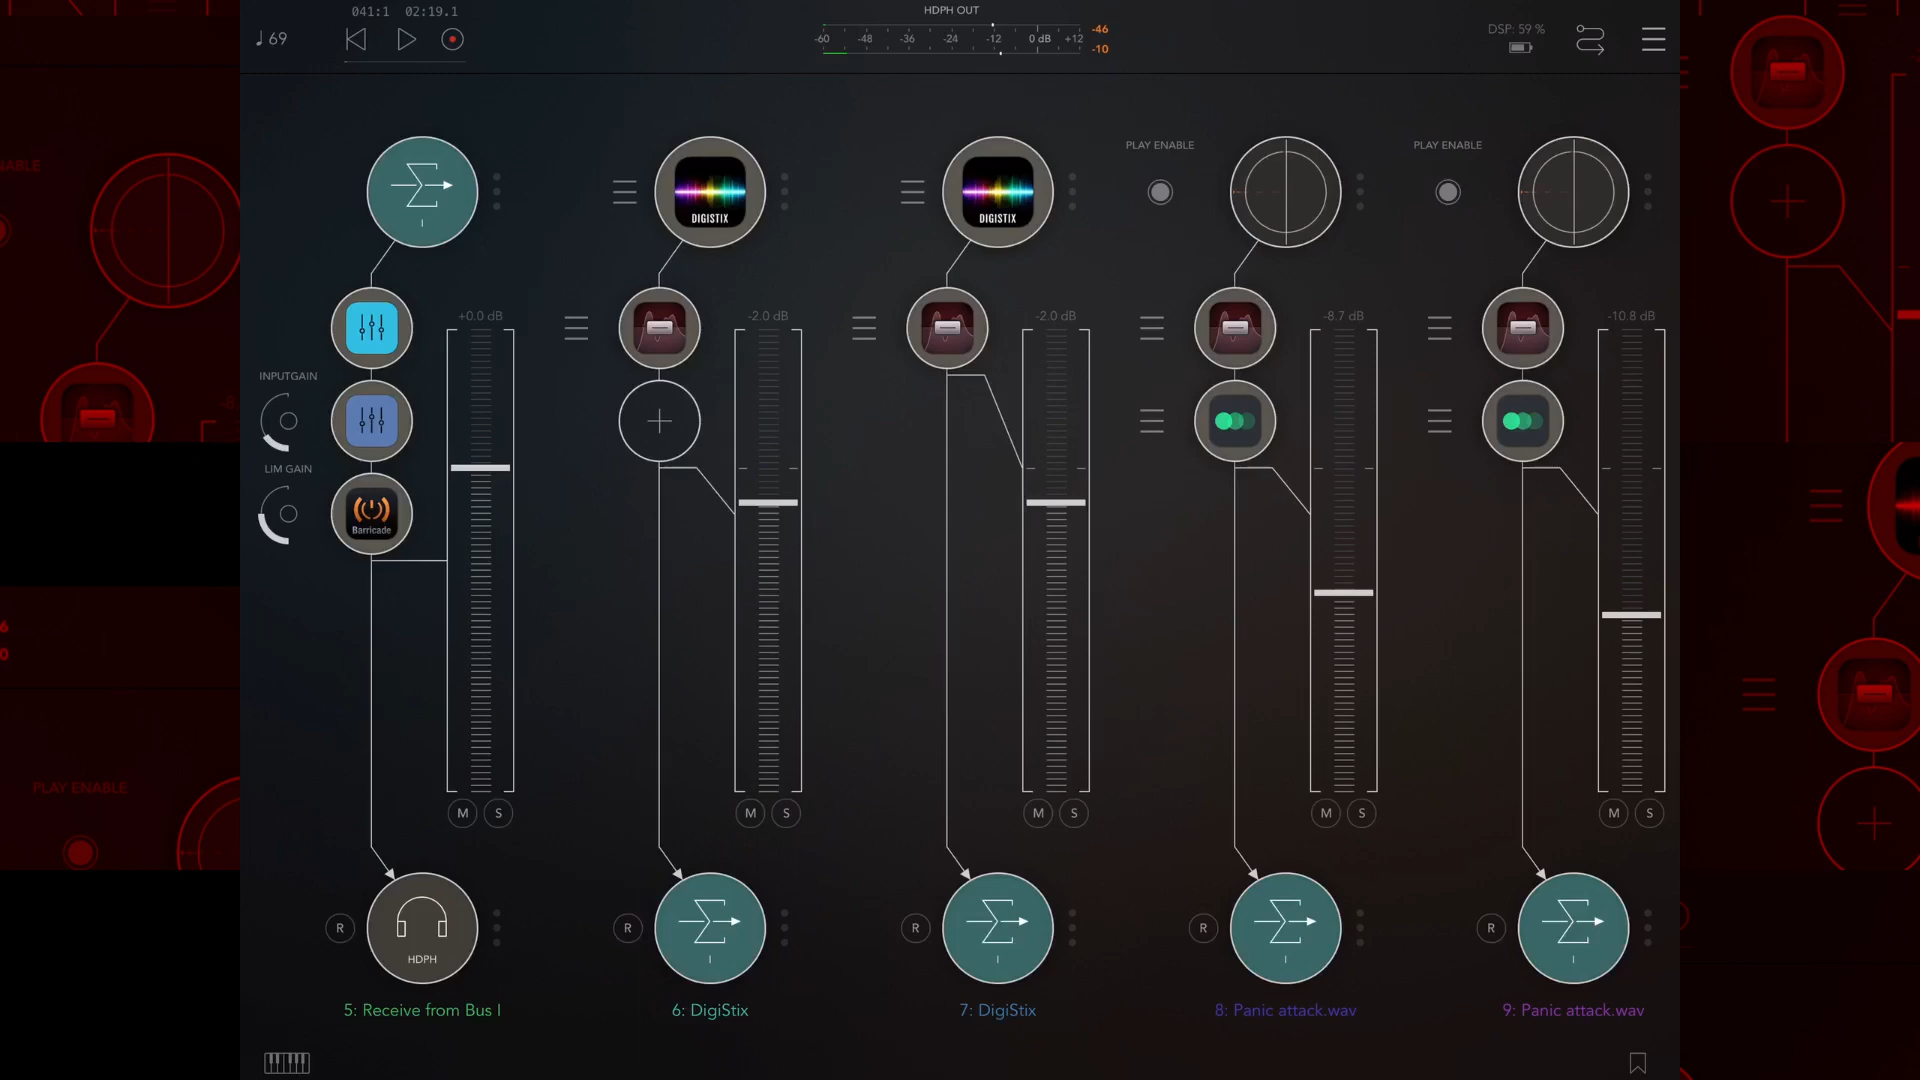 041:1 02:19.1
HDPH OUT
69
-60 -48 -36 -24 -12 0 dB +12
-46
-10
DSP: 59 %
PLAY ENABLE
PLAY ENABLE
DIGISTIX
DIGISTIX
+0.0 dB
-2.0 dB
-2.0 dB
-8.7 dB
-10.8 dB
INPUTGAIN
LIM GAIN
Barricade
M S
M S
M S
M S
M S
R
R
R
R
R
I
I
I
I
I
HDPH
5: Receive from Bus I
6: DigiStix
7: DigiStix
8: Panic attack.wav
9: Panic attack.wav
PLAY ENABLE